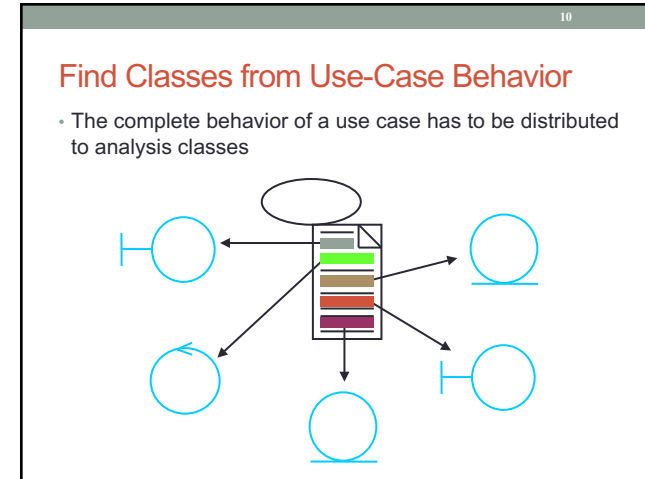 10
Find Classes from Use-Case Behavior
• The complete behavior of a use case has to be distributed
to analysis classes